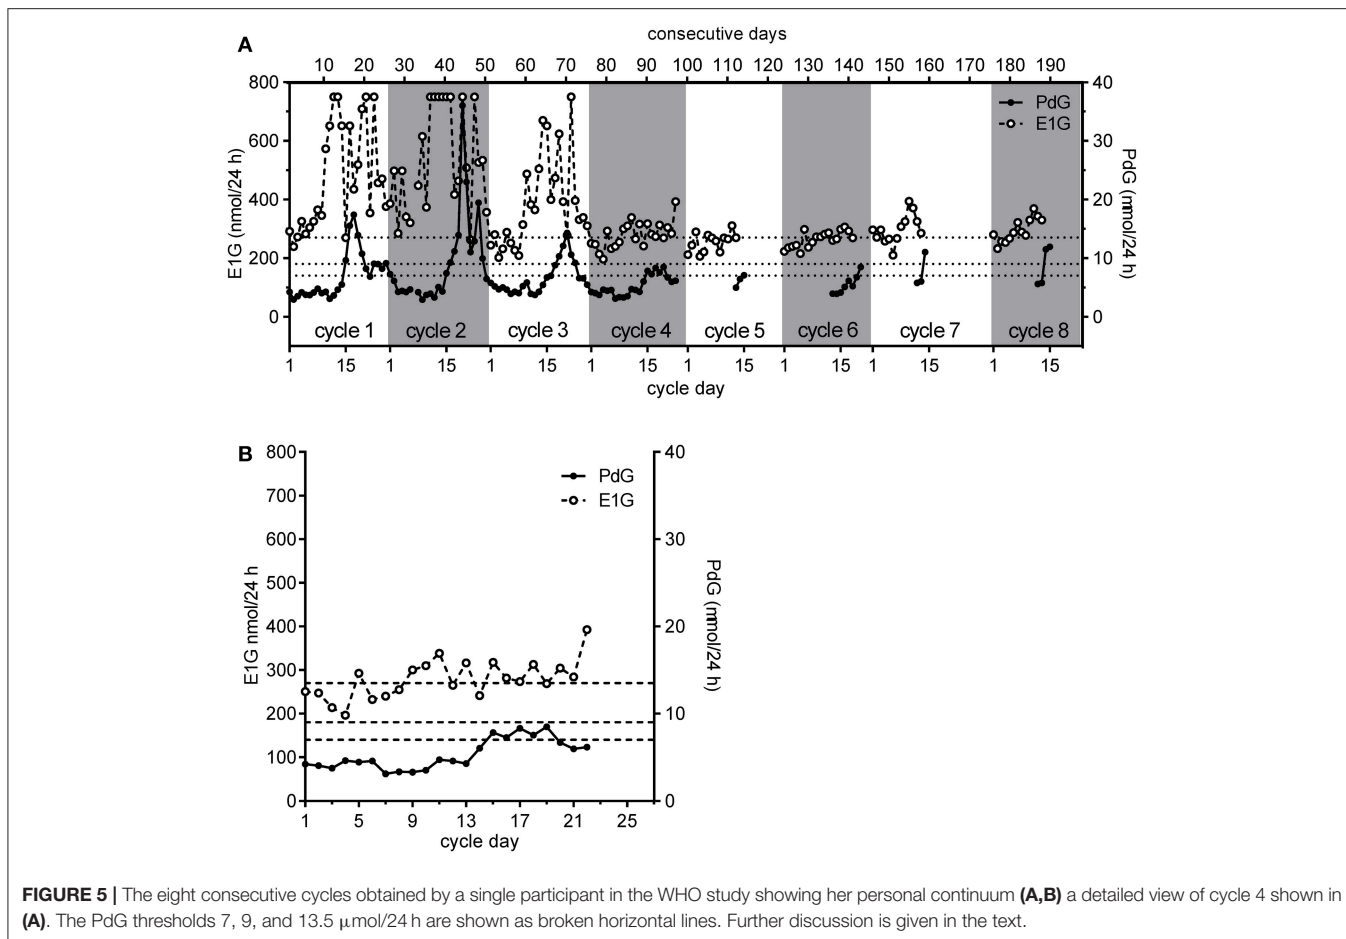 A
consecutive days
10 20 30 40 50 60 70 80 90 100 110 120 130 140 150 160 170 180 190
800 600 400 200 0
E1G (nmol/24 h)
40 30 20 10 0
PdG (mmol/24 h)
PdG
E1G
cycle 1 cycle 2 cycle 3 cycle 4 cycle 5 cycle 6 cycle 7 cycle 8
1 15 1 15 1 15 1 15 1 15 1 15 1 15 1 15
cycle day
B
800 700 600 500 400 300 200 100 0
E1G nmol/24 h
40 30 20 10 0
PdG (mmol/24 h)
PdG
E1G
1 5 9 13 17 21 25
cycle day
FIGURE 5 | The eight consecutive cycles obtained by a single participant in the WHO study showing her personal continuum (A,B) a detailed view of cycle 4 shown in
(A). The PdG thresholds 7, 9, and 13.5 μmol/24 h are shown as broken horizontal lines. Further discussion is given in the text.